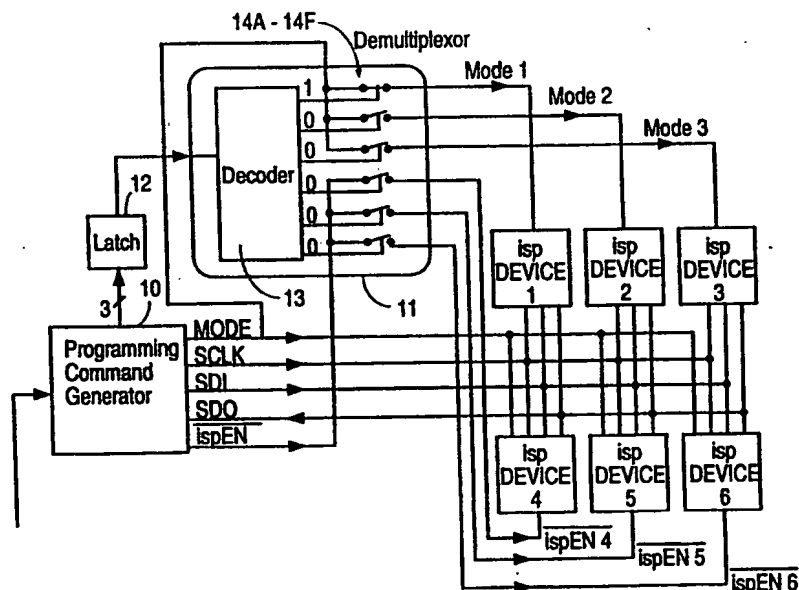 14A - 14F
Demultiplexor
Mode 1
Mode 2
Mode 3
1
0
0
0
0
0
Decoder
12
Latch
13
11
3
10
Programming
Command
Generator
MODE
SCLK
SDI
SDO
ispEN
isp
DEVICE
1
isp
DEVICE
2
isp
DEVICE
3
isp
DEVICE
4
isp
DEVICE
5
isp
DEVICE
6
ispEN 4
ispEN 5
ispEN 6